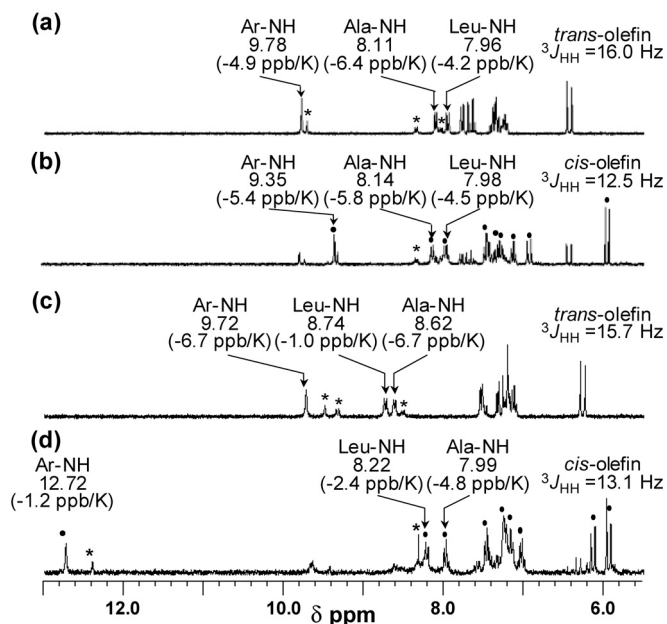 (a)
Ar-NH Ala-NH Leu-NH trans-olefin
9.78 8.11 7.96 ³J_HH =16.0 Hz
(-4.9 ppb/K) (-6.4 ppb/K) (-4.2 ppb/K)
* * *
(b)
Ar-NH Ala-NH Leu-NH cis-olefin
9.35 8.14 7.98 ³J_HH =12.5 Hz
(-5.4 ppb/K) (-5.8 ppb/K) (-4.5 ppb/K)
*
(c)
Ar-NH Leu-NH Ala-NH trans-olefin
9.72 8.74 8.62 ³J_HH =15.7 Hz
(-6.7 ppb/K) (-1.0 ppb/K) (-6.7 ppb/K)
* * *
(d)
Ar-NH Leu-NH Ala-NH cis-olefin
12.72 8.22 7.99 ³J_HH =13.1 Hz
(-1.2 ppb/K) (-2.4 ppb/K) (-4.8 ppb/K)
* *
12.0 10.0 8.0 6.0
δ ppm